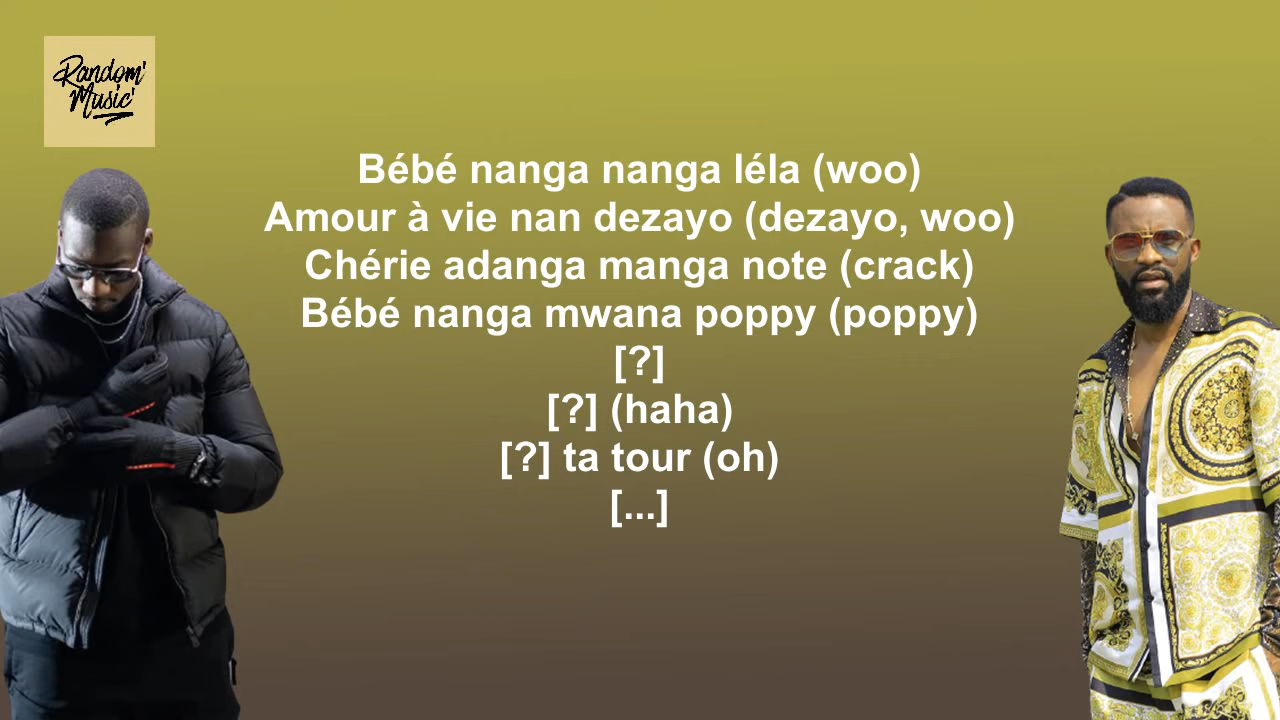 Random'
Music'
Bébé nanga nanga léla (woo)
Amour à vie nan dezayo (dezayo, woo)
Chérie adanga manga note (crack)
Bébé nanga mwana poppy (poppy)
[?]
[?] (haha)
[?] ta tour (oh)
[...]